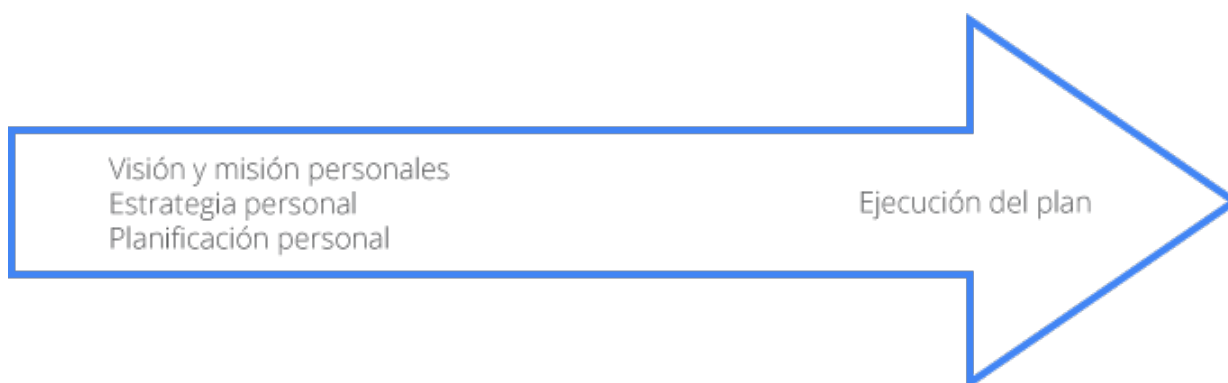 Visión y misión personales
Estrategia personal
Planificación personal
Ejecución del plan